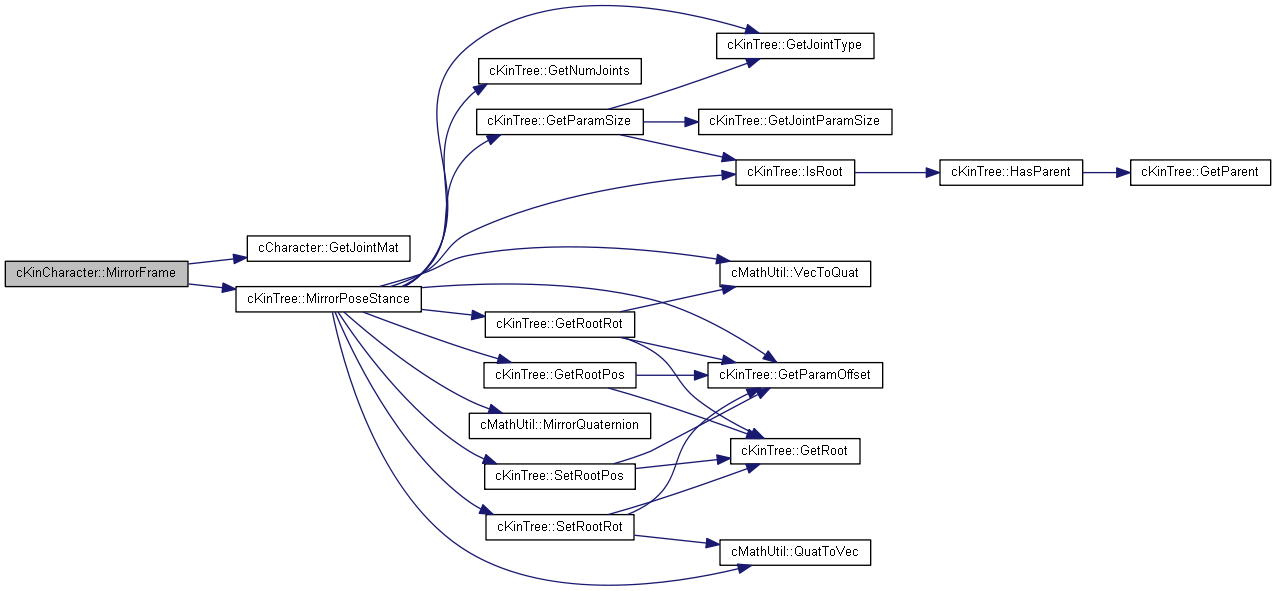 cKinTree::GetJointType
cKinTree::GetNumJoints
cKinTree::GetParamSize
cKinTree::GetJointParamSize
cKinTree::IsRoot
cKinTree::HasParent
cKinTree::GetParent
cCharacter::GetJointMat
cKinCharacter::MirrorFrame
cMathUtil::VecToQuat
cKinTree::MirrorPoseStance
cKinTree::GetRootRot
cKinTree::GetRootPos
cKinTree::GetParamOffset
cMathUtil::MirrorQuaternion
cKinTree::GetRoot
cKinTree::SetRootPos
cKinTree::SetRootRot
cMathUtil::QuatToVec